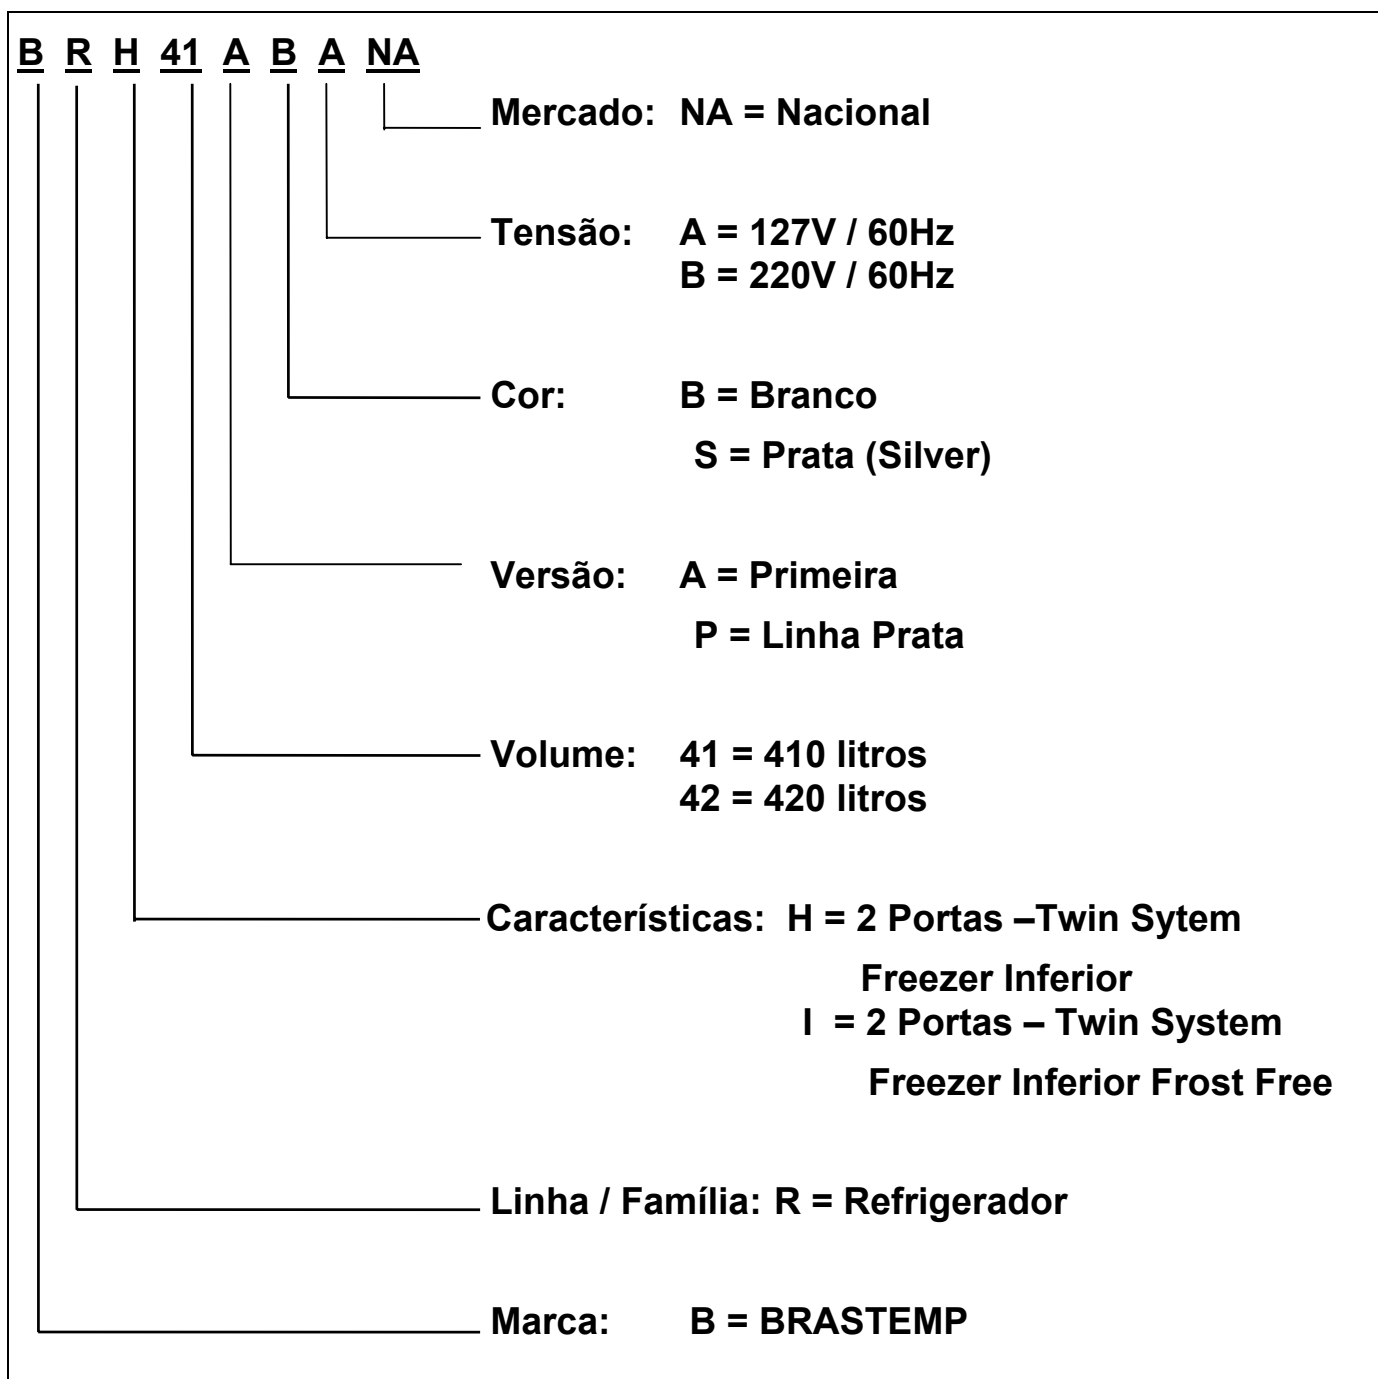 B R H 41 A B A NA
Mercado: NA = Nacional
Tensão: A = 127V / 60Hz
B = 220V / 60Hz
Cor: B = Branco
S = Prata (Silver)
Versão: A = Primeira
P = Linha Prata
Volume: 41 = 410 litros
42 = 420 litros
Características: H = 2 Portas –Twin Sytem
Freezer Inferior
I = 2 Portas – Twin System
Freezer Inferior Frost Free
Linha / Família: R = Refrigerador
Marca: B = BRASTEMP